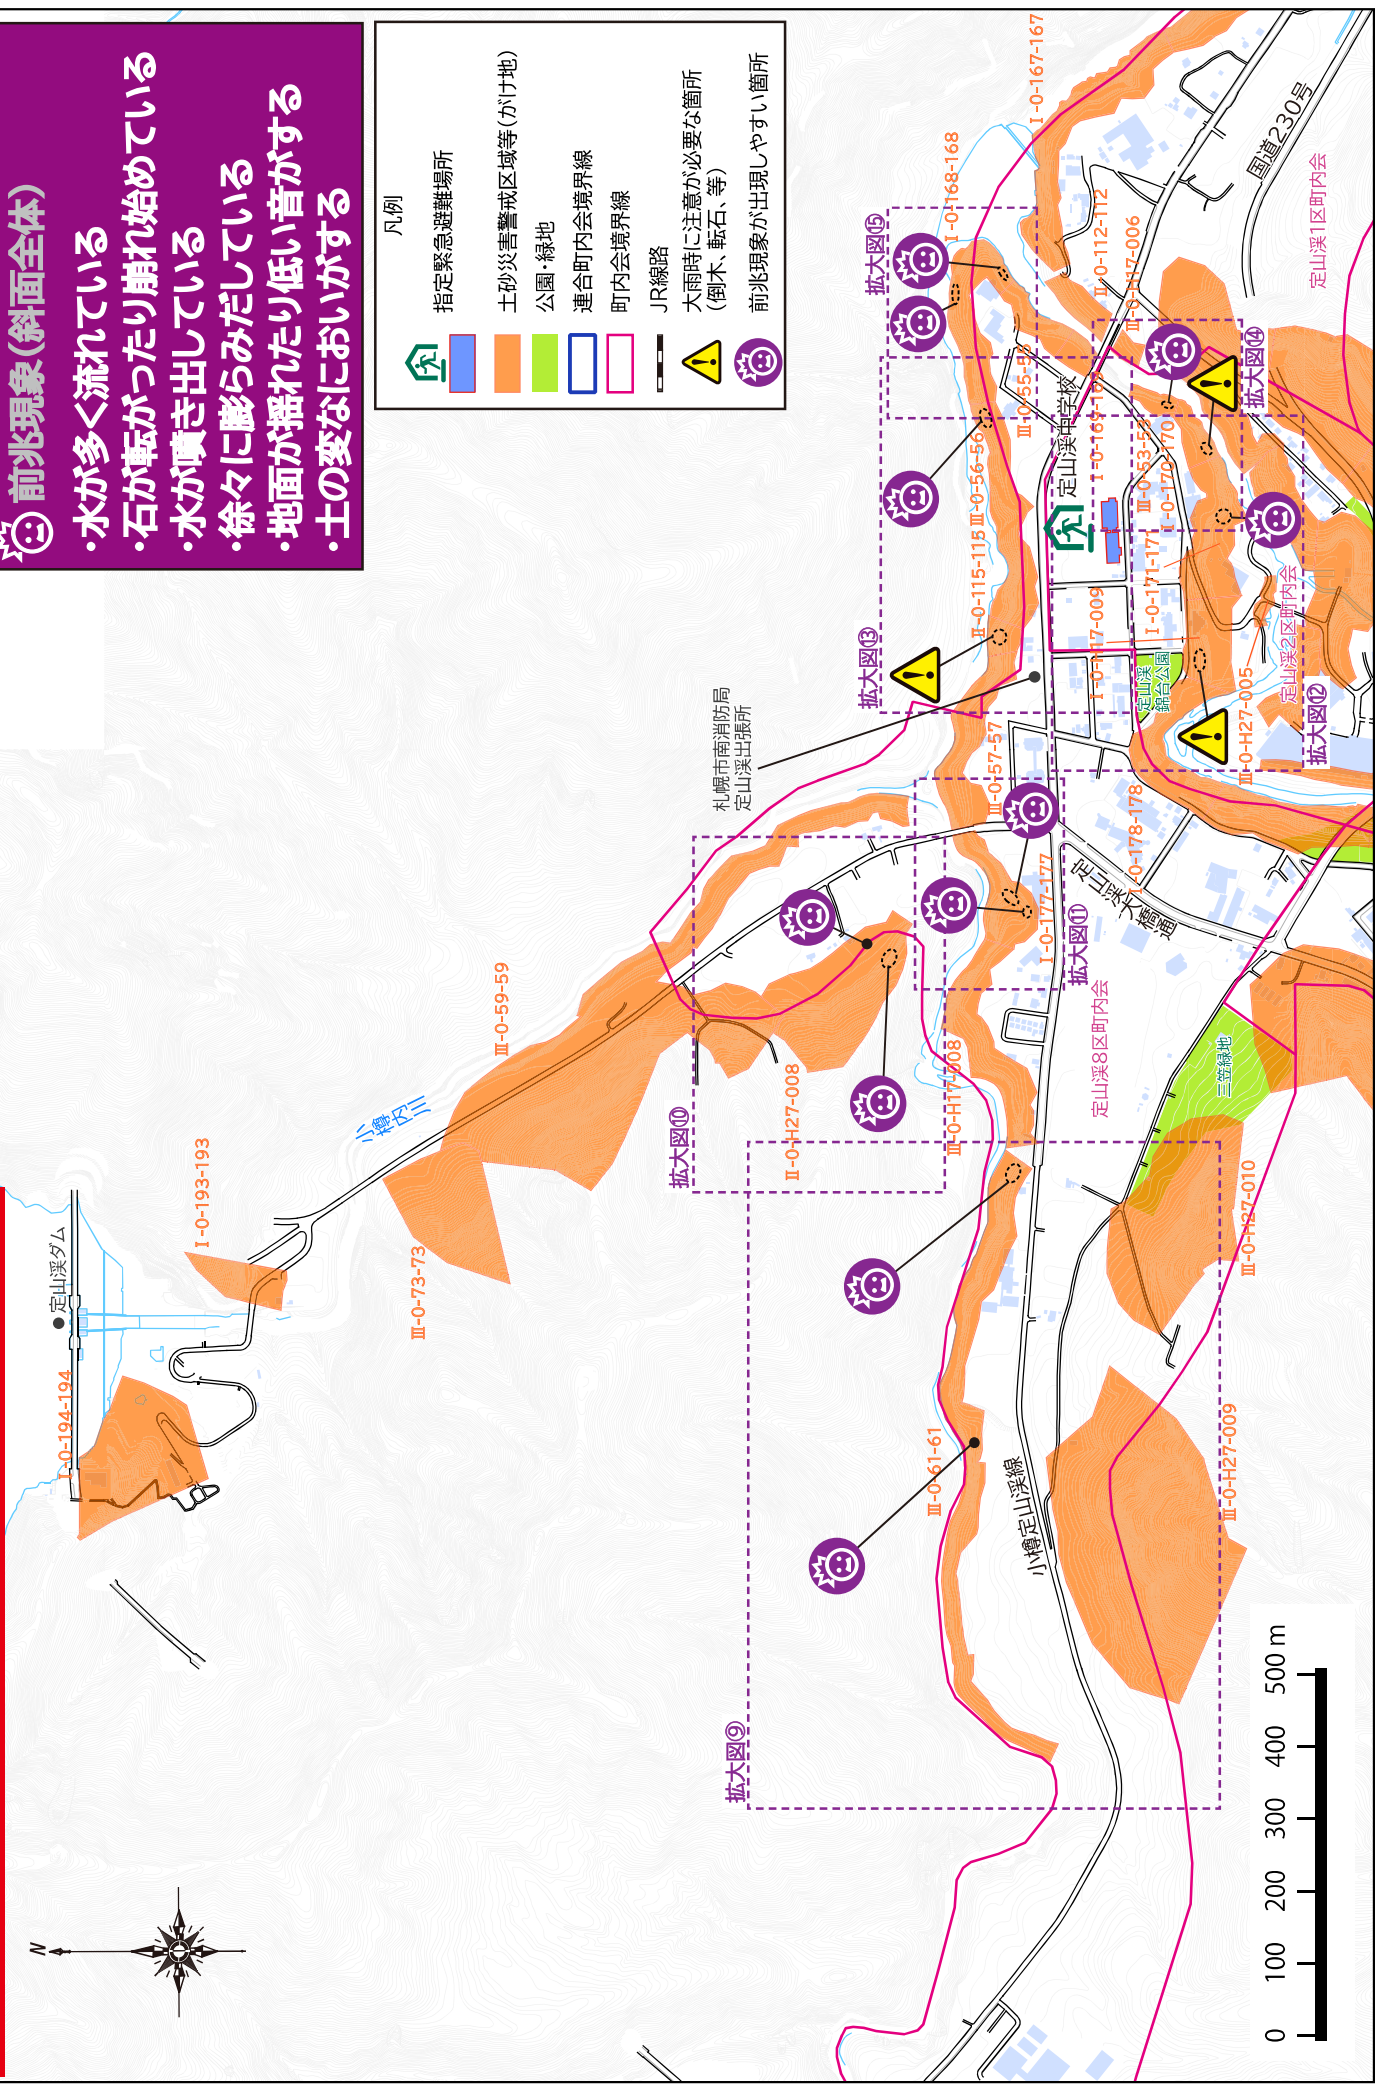 前兆現象(斜面全体)
・水が多く流れている
・石が転がったり崩れ始めている
・水が噴き出している
・徐々に膨らみだしている
・地面が揺れたり低い音がする
・土の変なにおいがする
凡例
指定緊急避難場所
土砂災害警戒区域等(がけ地)
公園・緑地
連合町内会境界線
町内会境界線
JR線路
大雨時に注意が必要な箇所
(倒木、転石、等)
前兆現象が出現しやすい箇所
N
定山渓ダム
Ⅰ-0-194-194
Ⅰ-0-193-193
小樽内川
Ⅲ-0-73-73
Ⅲ-0-59-59
拡大図⑩
Ⅱ-0-H27-008
札幌市南消防局
定山渓出張所
拡大図⑨
Ⅲ-0-61-61
Ⅲ-0-H17-008
小樽定山渓線
拡大図⑬
拡大図⑮
Ⅰ-0-168-168
Ⅰ-0-167-167
Ⅱ-0-115-115
Ⅲ-0-56-56
Ⅲ-0-55-55
Ⅲ-0-57-57
Ⅰ-0-177-177
拡大図⑪
定山渓中学校
Ⅰ-0-169-169
Ⅱ-0-112-112
Ⅲ-0-H17-006
Ⅲ-0-53-53
Ⅰ-0-170-170
Ⅰ-0-171-171
Ⅰ-0-H17-009
定山渓
錦台公園
Ⅰ-0-178-178
定山渓大橋通
定山渓8区町内会
三笠緑地
Ⅲ-0-H27-010
Ⅲ-0-H27-009
Ⅲ-0-H27-005
拡大図⑭
国道230号
定山渓1区町内会
定山渓2区町内会
拡大図⑫
0 100 200 300 400 500 m